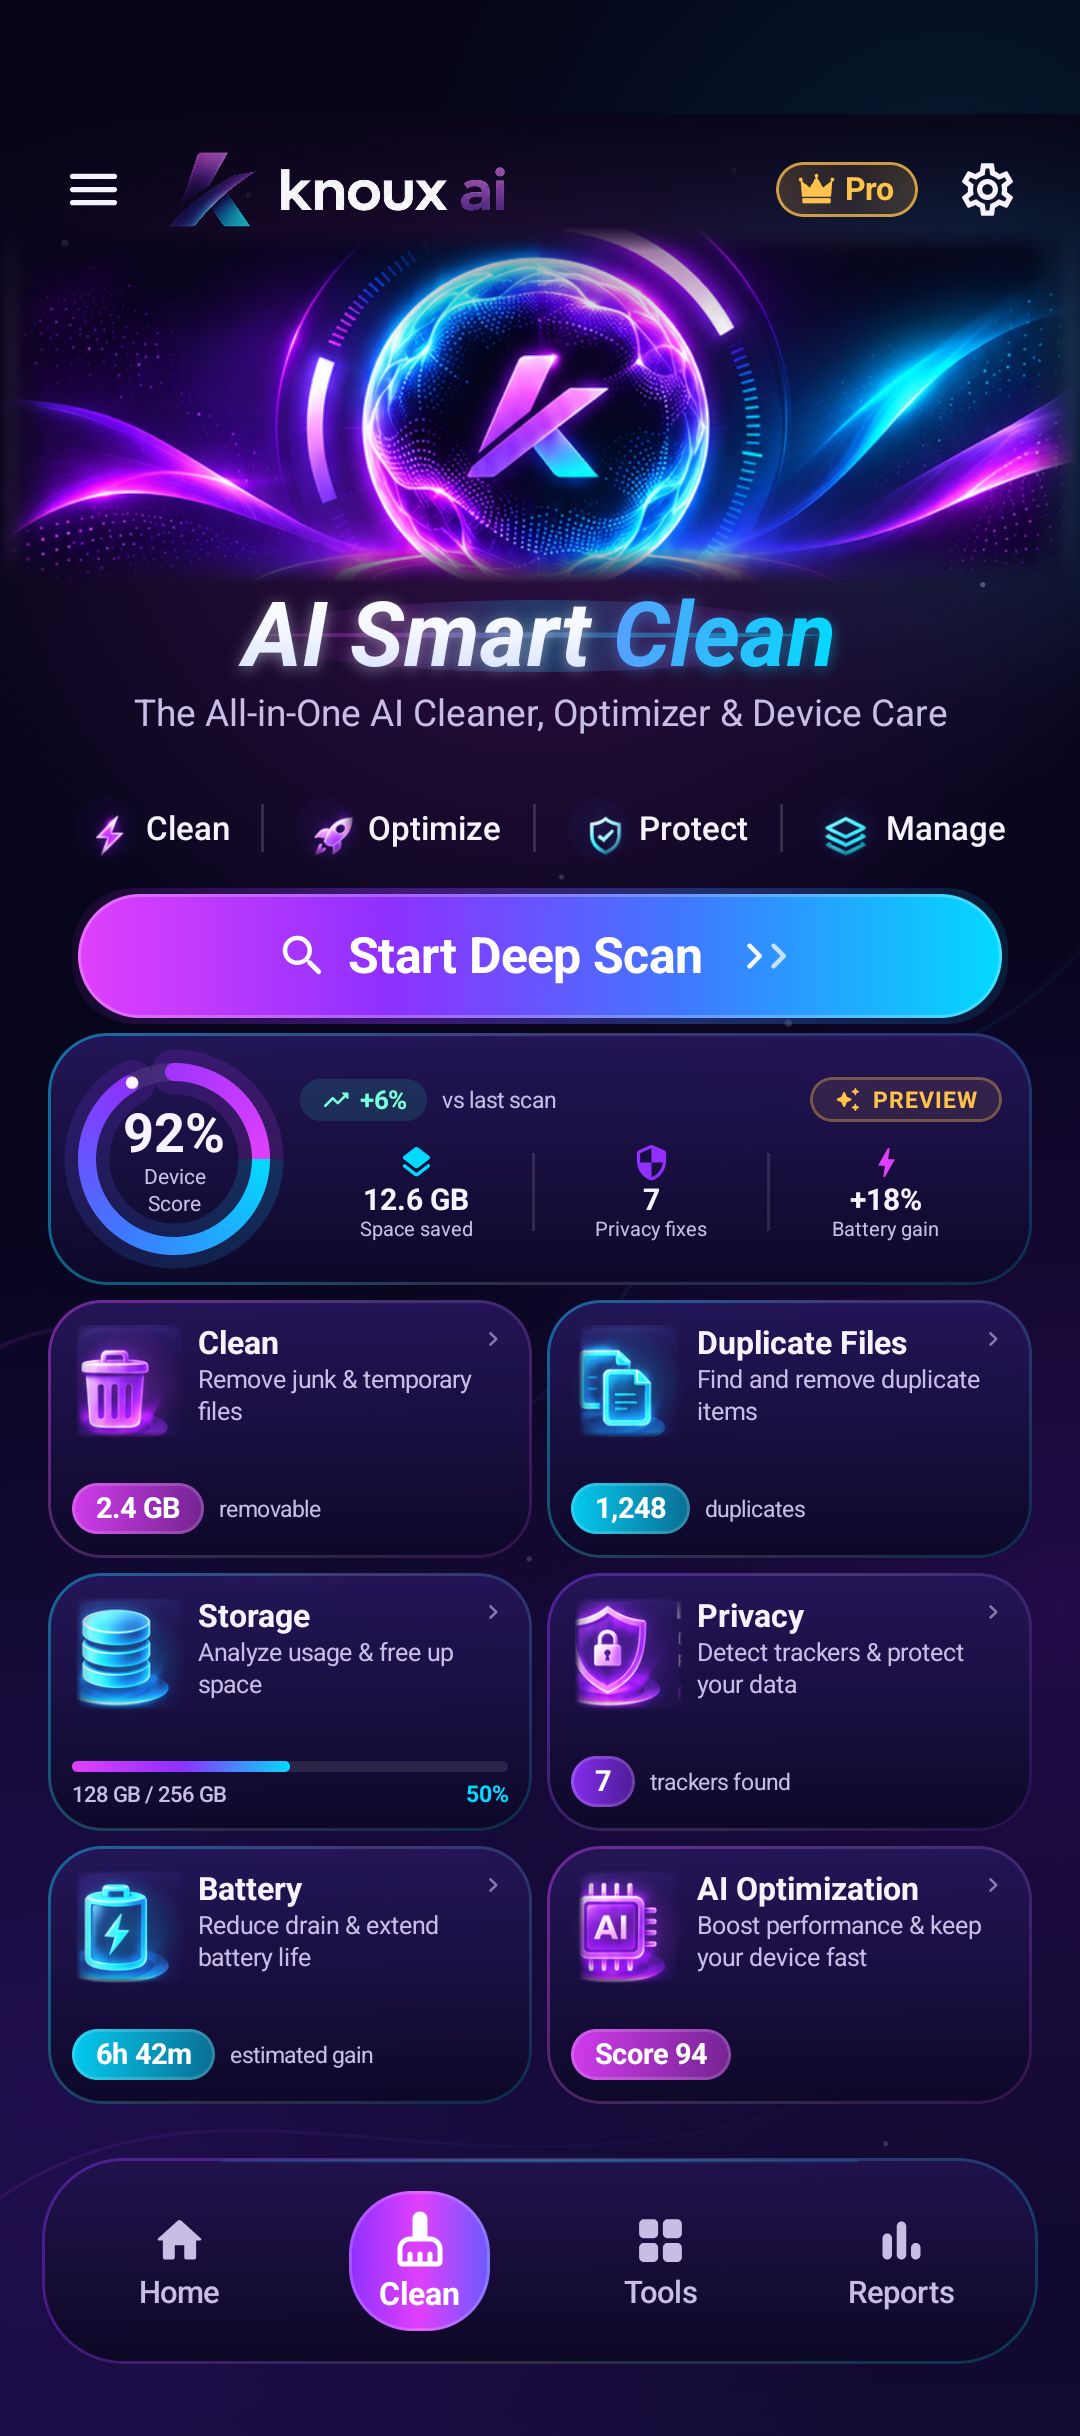 knoux ai
Pro
AI Smart Clean
The All-in-One AI Cleaner, Optimizer & Device Care
Clean
Optimize
Protect
Manage
Start Deep Scan
92%
Device
Score
+6%
vs last scan
PREVIEW
12.6 GB
Space saved
7
Privacy fixes
+18%
Battery gain
Clean
Remove junk & temporary
files
2.4 GB
removable
Duplicate Files
Find and remove duplicate
items
1,248
duplicates
Storage
Analyze usage & free up
space
128 GB / 256 GB
50%
Privacy
Detect trackers & protect
your data
7
trackers found
Battery
Reduce drain & extend
battery life
6h 42m
estimated gain
AI
AI Optimization
Boost performance & keep
your device fast
Score 94
Home
Clean
Tools
Reports